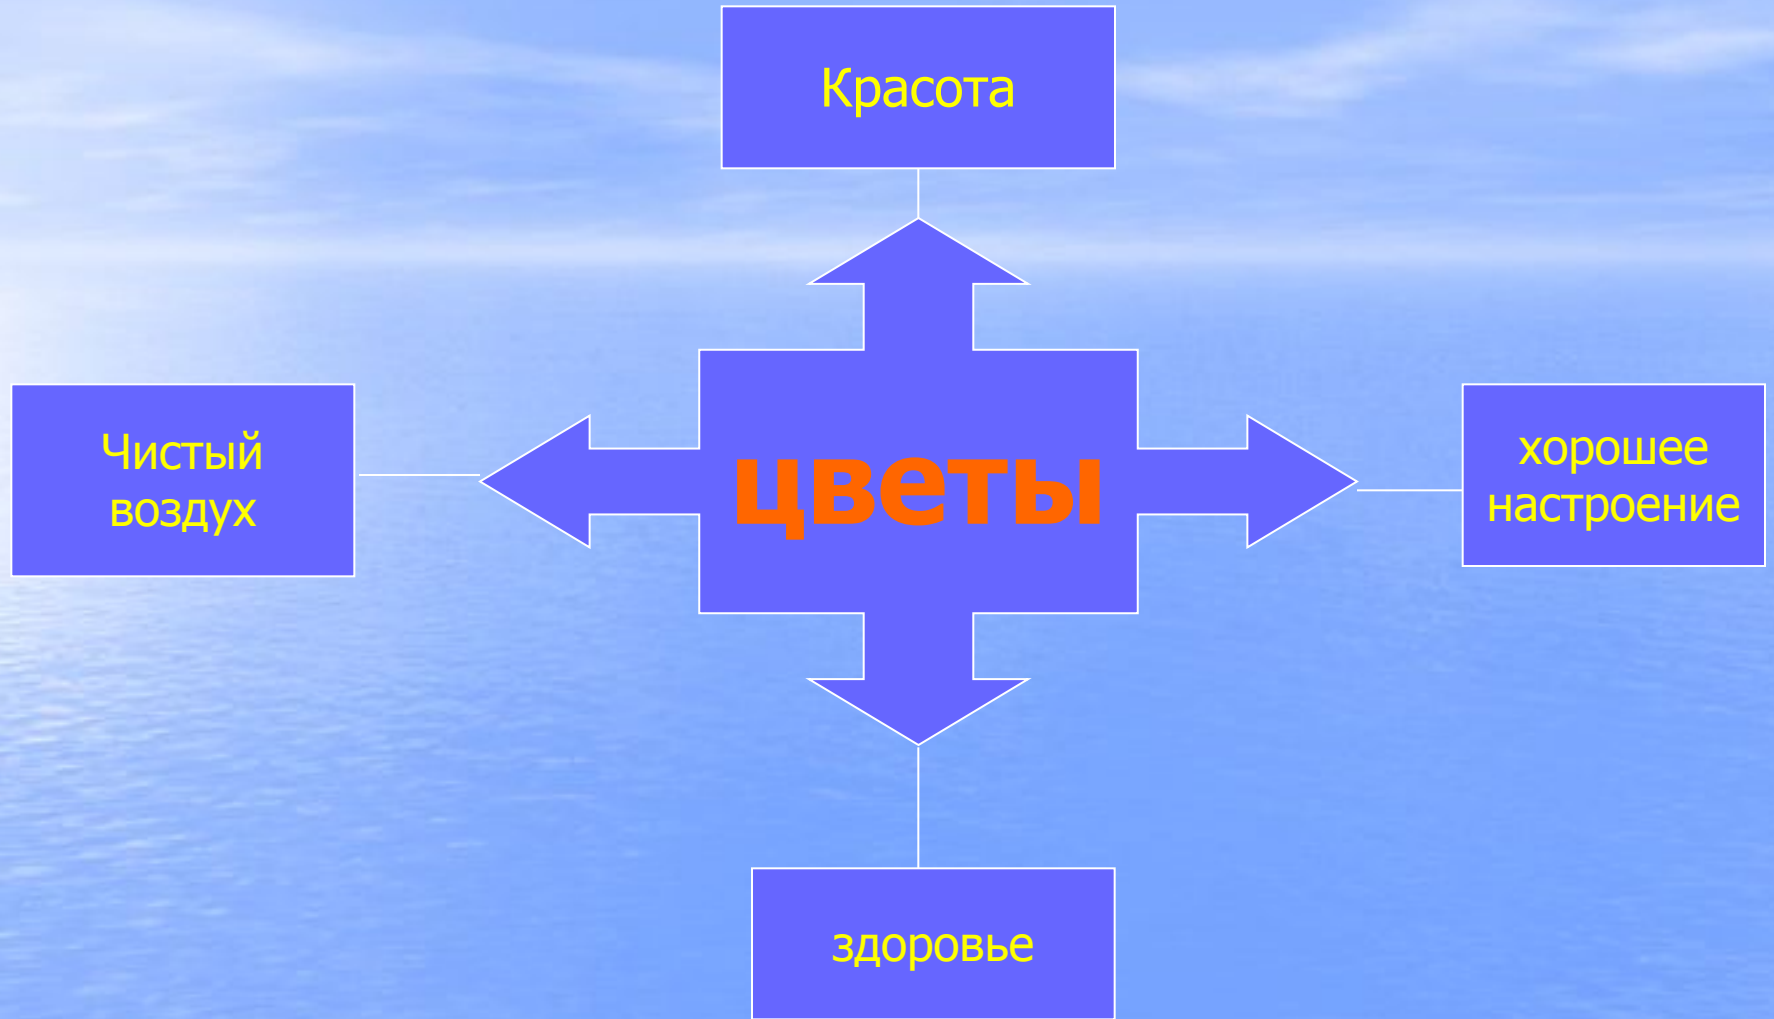 Красота
Чистый
воздух
цветы
хорошее
настроение
здоровье